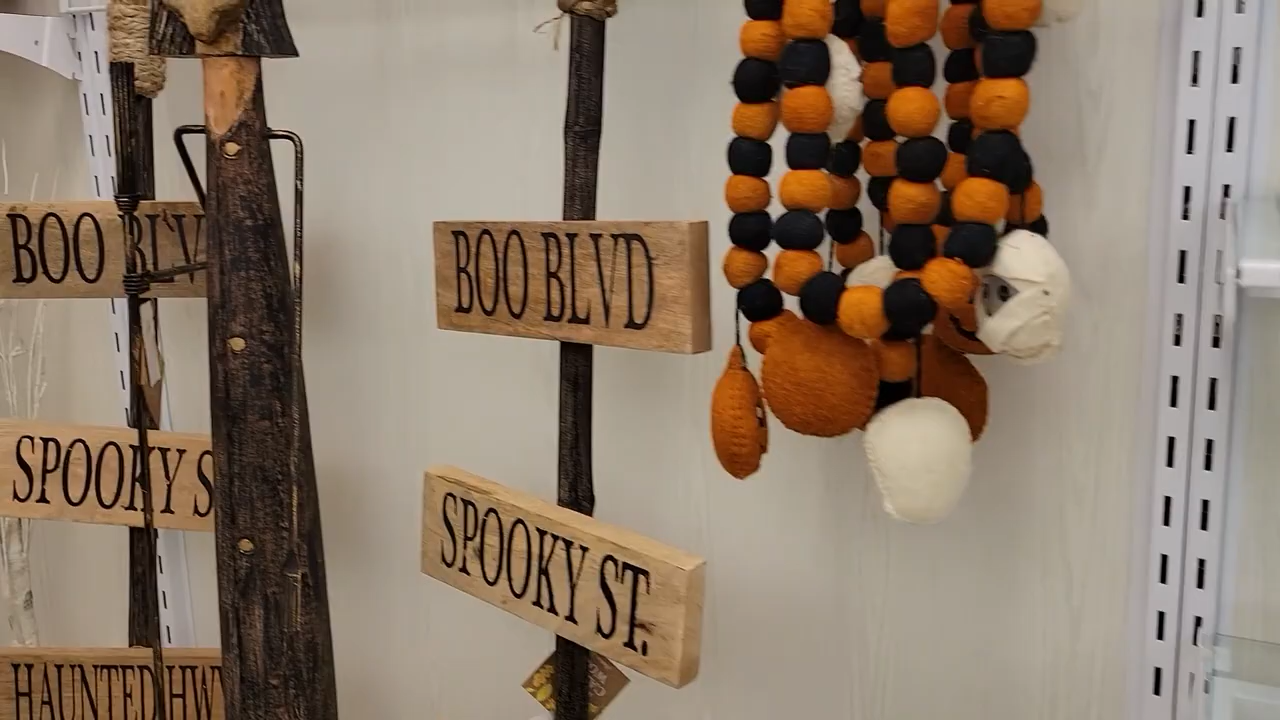 BOO BLV
SPOOKY S
HAUNTED HW
BOO BLVD
SPOOKY ST.